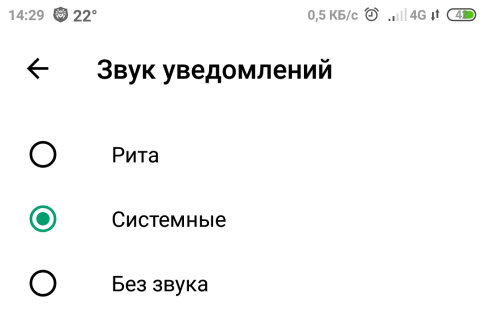 14:29 22° 0,5 КБ/с 4G
← Звук уведомлений
Рита
Системные
Без звука